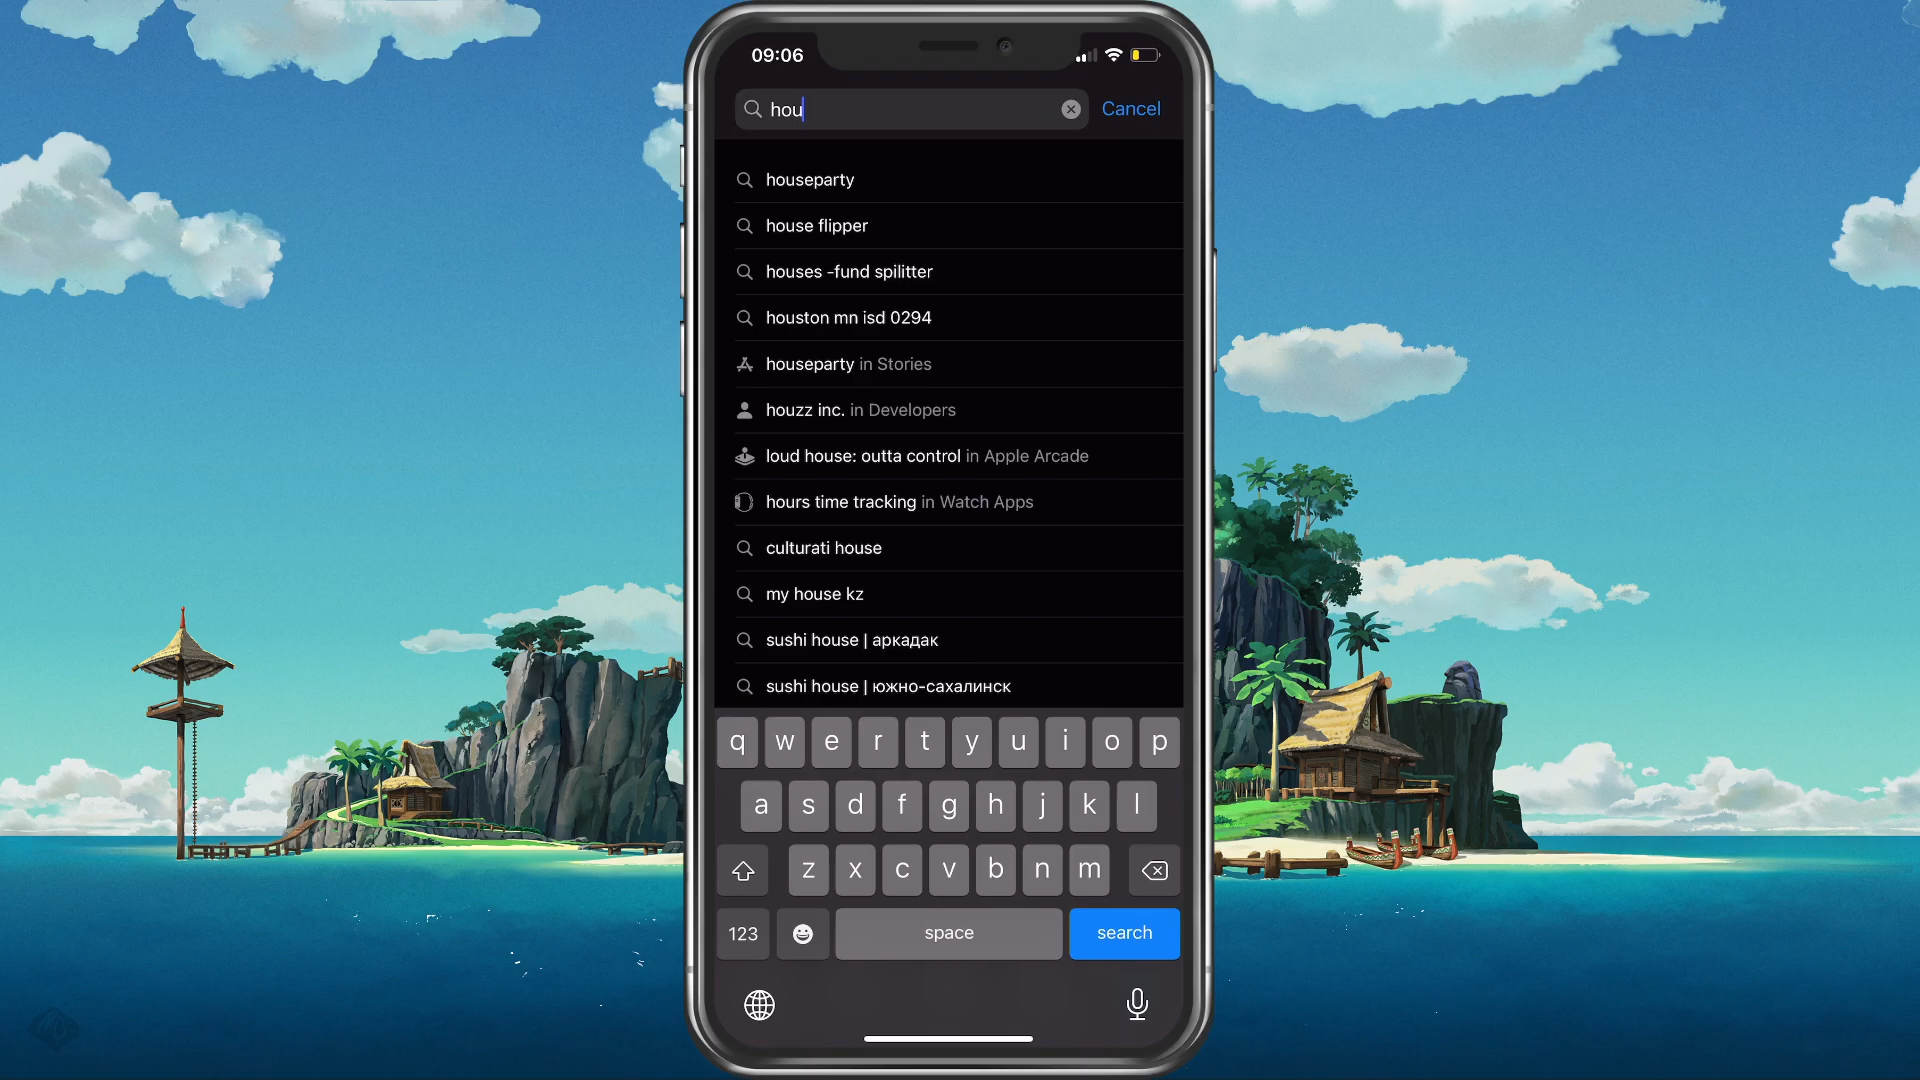 09:06
hou
Cancel
houseparty
house flipper
houses -fund spilitter
houston mn isd 0294
houseparty in Stories
houzz inc. in Developers
loud house: outta control in Apple Arcade
hours time tracking in Watch Apps
culturati house
my house kz
sushi house | аркадак
sushi house | южно-сахалинск
q w e r t y u i o p
a s d f g h j k l
z x c v b n m
123 space search